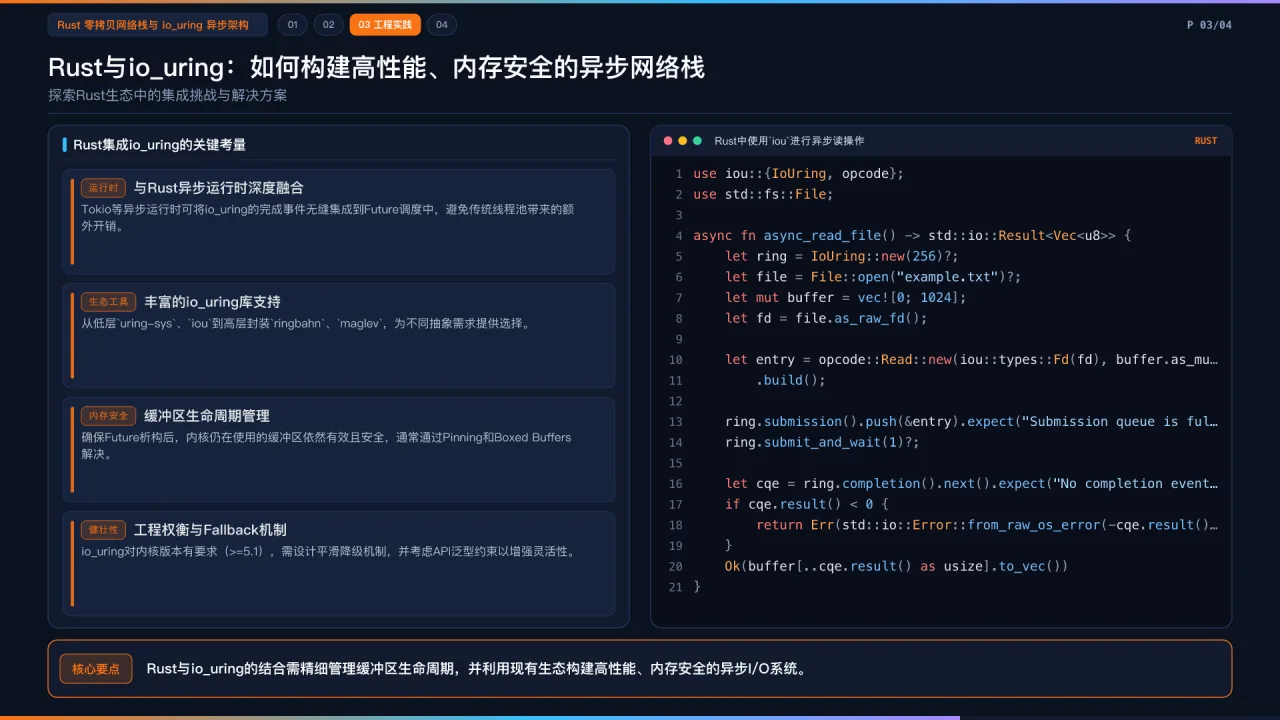 Rust 零拷贝网络栈与 io_uring 异步架构
01
02
03 工程实践
04
P 03/04
Rust与io_uring：如何构建高性能、内存安全的异步网络栈
探索Rust生态中的集成挑战与解决方案
Rust集成io_uring的关键考量
运行时 与Rust异步运行时深度融合
Tokio等异步运行时可将io_uring的完成事件无缝集成到Future调度中，避免传统线程池带来的额
外开销。
生态工具 丰富的io_uring库支持
从低层`uring-sys`、`iou`到高层封装`ringbahn`、`maglev`，为不同抽象需求提供选择。
内存安全 缓冲区生命周期管理
确保Future析构后，内核仍在使用的缓冲区依然有效且安全，通常通过Pinning和Boxed Buffers
解决。
健壮性 工程权衡与Fallback机制
io_uring对内核版本有要求（>=5.1），需设计平滑降级机制，并考虑API泛型约束以增强灵活性。
Rust中使用`iou`进行异步读操作
RUST
1 use iou::{IoUring, opcode};
2 use std::fs::File;
3
4 async fn async_read_file() -> std::io::Result<Vec<u8>> {
5 let ring = IoUring::new(256)?;
6 let file = File::open("example.txt")?;
7 let mut buffer = vec![0; 1024];
8 let fd = file.as_raw_fd();
9
10 let entry = opcode::Read::new(iou::types::Fd(fd), buffer.as_mu…
11 .build();
12
13 ring.submission().push(&entry).expect("Submission queue is ful…
14 ring.submit_and_wait(1)?;
15
16 let cqe = ring.completion().next().expect("No completion event…
17 if cqe.result() < 0 {
18 return Err(std::io::Error::from_raw_os_error(-cqe.result()…
19 }
20 Ok(buffer[..cqe.result() as usize].to_vec())
21 }
核心要点 Rust与io_uring的结合需精细管理缓冲区生命周期，并利用现有生态构建高性能、内存安全的异步I/O系统。